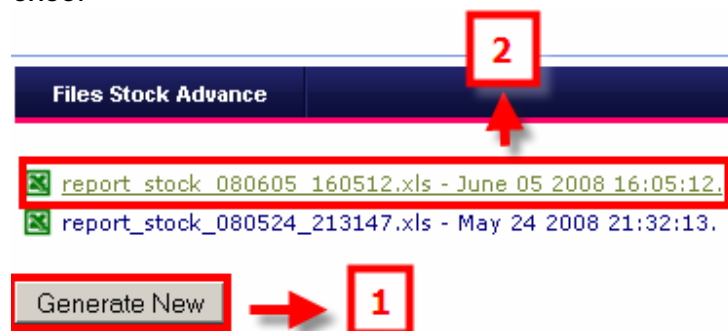 2
Files Stock Advance
report_stock_080605_160512.xls - June 05 2008 16:05:12.
report_stock_080524_213147.xls - May 24 2008 21:32:13.
Generate New
1